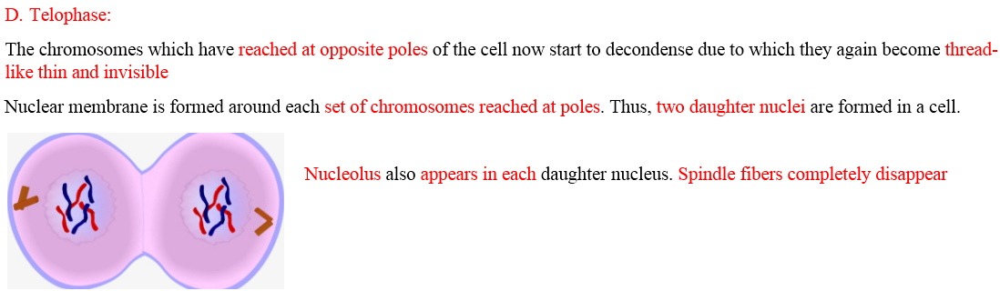 D. Telophase:
The chromosomes which have reached at opposite poles of the cell now start to decondense due to which they again become thread-
like thin and invisible
Nuclear membrane is formed around each set of chromosomes reached at poles. Thus, two daughter nuclei are formed in a cell.
Nucleolus also appears in each daughter nucleus. Spindle fibers completely disappear